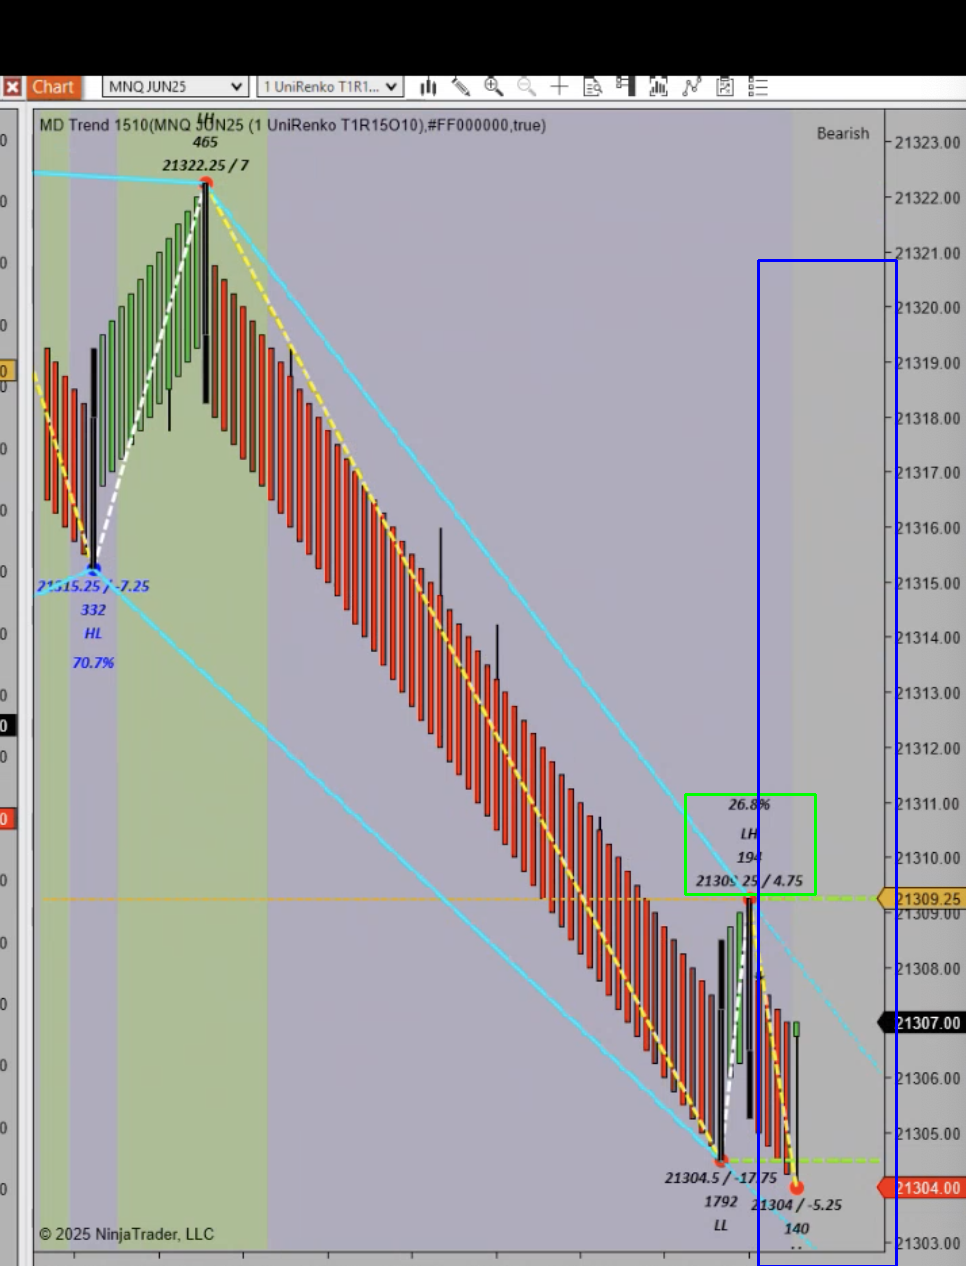 Chart
MNQ JUN25
1 UniRenko T1R1...
MD Trend 1510(MNQ JUN25 (1 UniRenko T1R15O10),#FF000000,true)
Bearish
LH
465
21322.25 / 7
21323.00
21322.00
21321.00
21320.00
21319.00
21318.00
21317.00
21316.00
21315.00
21314.00
21313.00
21312.00
21311.00
21310.00
21309.25
21309.00
21308.00
21307.00
21306.00
21305.00
21304.00
21303.00
21315.25 / -7.25
332
HL
70.7%
26.8%
LH
194
21309.25 / 4.75
21304.5 / -17.75
1792
LL
21304 / -5.25
140
© 2025 NinjaTrader, LLC